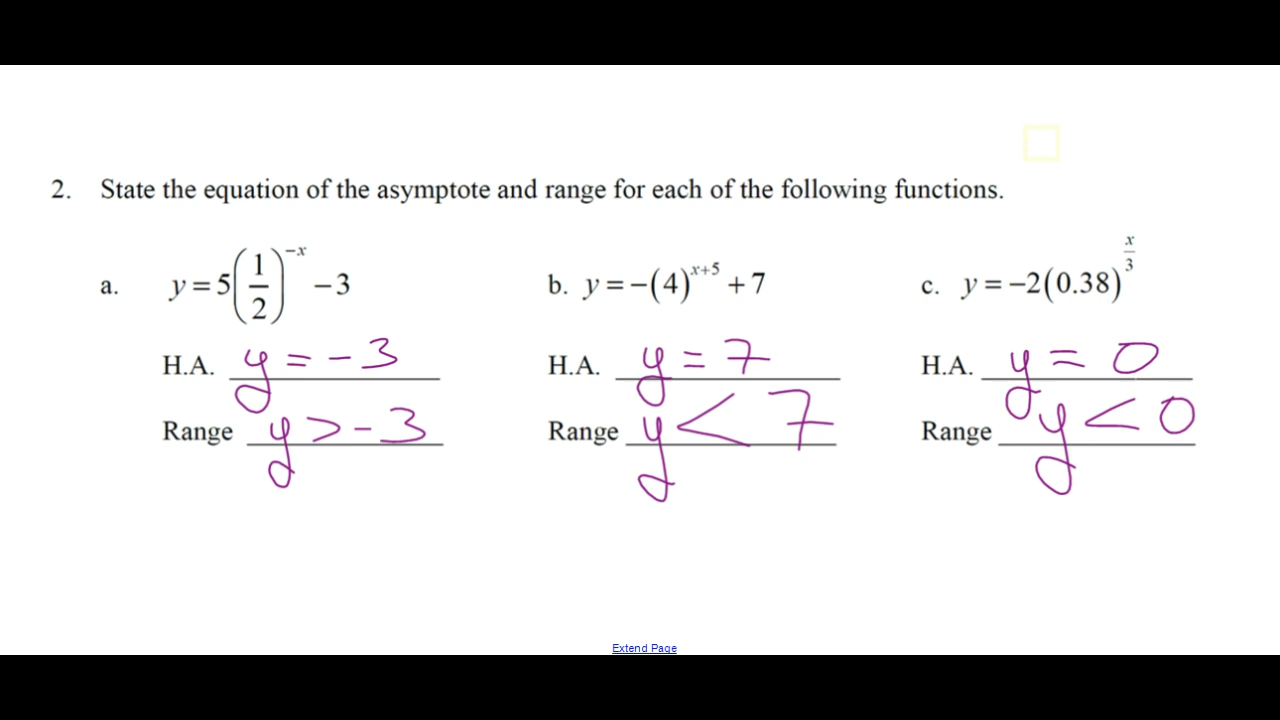 2. State the equation of the asymptote and range for each of the following functions.
a. y = 5(1/2)^(-x) - 3
b. y = -(4)^(x+5) + 7
c. y = -2(0.38)^(x/3)
H.A. y = -3
H.A. y = 7
H.A. y = 0
Range y > -3
Range y < 7
Range y < 0
Extend Page